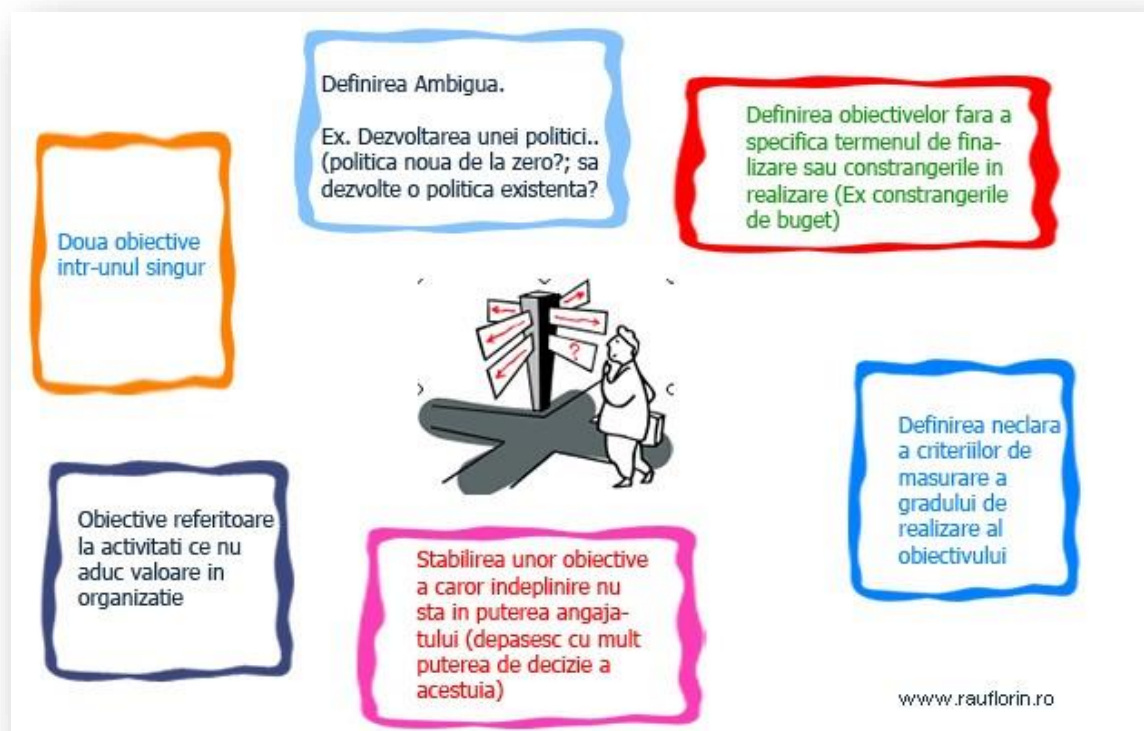 Definirea Ambigua.
Ex. Dezvoltarea unei politici..
(politica noua de la zero?; sa
dezvolte o politica existenta?
Definirea obiectivelor fara a
specifica termenul de fina-
lizare sau constrangerile in
realizare (Ex constrangerile
de buget)
Doua obiective
intr-unul singur
?
Definirea neclara
a criteriilor de
masurare a
gradului de
realizare al
obiectivului
Obiective referitoare
la activitati ce nu
aduc valoare in
organizatie
Stabilirea unor obiective
a caror indeplinire nu
sta in puterea angaja-
tului (depasesc cu mult
puterea de decizie a
acestuia)
www.rauflorin.ro